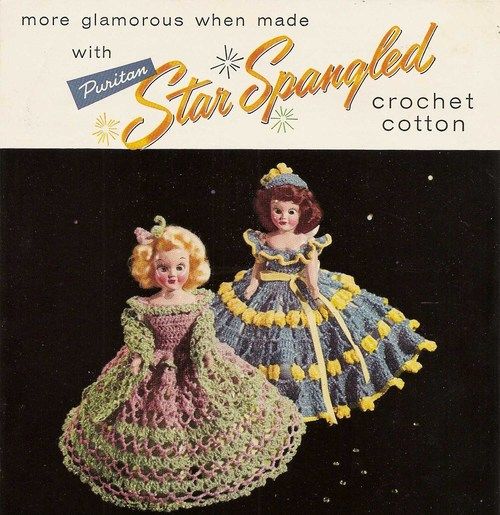 more glamorous when made
with
Puritan
Star Spangled
crochet
cotton